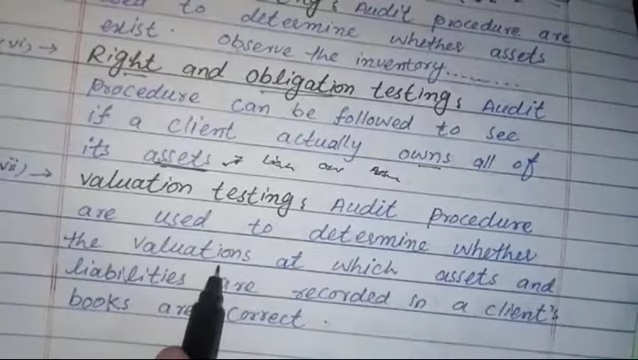 to determine whether assets
exist. observe the inventory..........
(vi) → Right and obligation testing: Audit
Procedure can be followed to see
if a client actually owns all of
its assets
vii) → valuation testing: Audit Procedure
are used to determine whether
the valuations at which assets and
liabilities are recorded in a client's
books are correct.